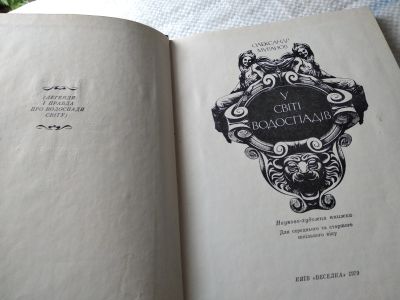 (ЛЕГЕНДИ
І ПРАВДА
ПРО ВОДОСПАДИ
СВІТУ)
ОЛЕКСАНДР
МУРАНОВ
У
СВІТІ
ВОДОСПАДІВ
Науково-художня книжка
Для середнього та старшого
шкільного віку
КИЇВ «ВЕСЕЛКА» 1979